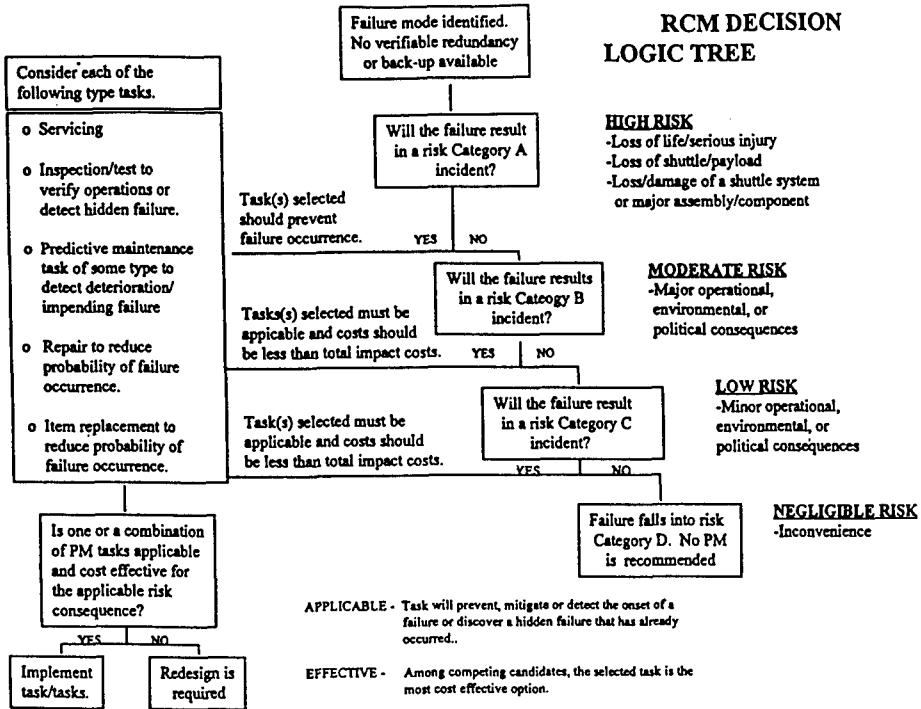 RCM DECISION
LOGIC TREE
Failure mode identified.
No verifiable redundancy
or back-up available
Consider each of the
following type tasks.
o Servicing
o Inspection/test to
verify operations or
detect hidden failure.
o Predictive maintenance
task of some type to
detect deterioration/
impending failure
o Repair to reduce
probability of failure
occurrence.
o Item replacement to
reduce probability of
failure occurrence.
Will the failure result
in a risk Category A
incident?
HIGH RISK
-Loss of life/serious injury
-Loss of shuttle/payload
-Loss/damage of a shuttle system
or major assembly/component
Task(s) selected
should prevent
failure occurrence.
YES NO
Will the failure results
in a risk Cateogy B
incident?
MODERATE RISK
-Major operational,
environmental, or
political consequences
Tasks(s) selected must be
appicable and costs should
be less than total impact costs.
YES NO
Will the failure result
in a risk Category C
incident?
LOW RISK
-Minor operational,
environmental, or
political consequences
Task(s) selected must be
applicable and costs should
be less than total impact costs.
YES NO
Failure falls into risk
Category D. No PM
is recommended
NEGLIGIBLE RISK
-Inconvenience
Is one or a combination
of PM tasks applicable
and cost effective for
the applicable risk
consequence?
YES NO
Implement
task/tasks.
Redesign is
required
APPLICABLE - Task will prevent, mitigate or detect the onset of a
failure or discover a hidden failure that has already
occurred..
EFFECTIVE - Among competing candidates, the selected task is the
most cost effective option.